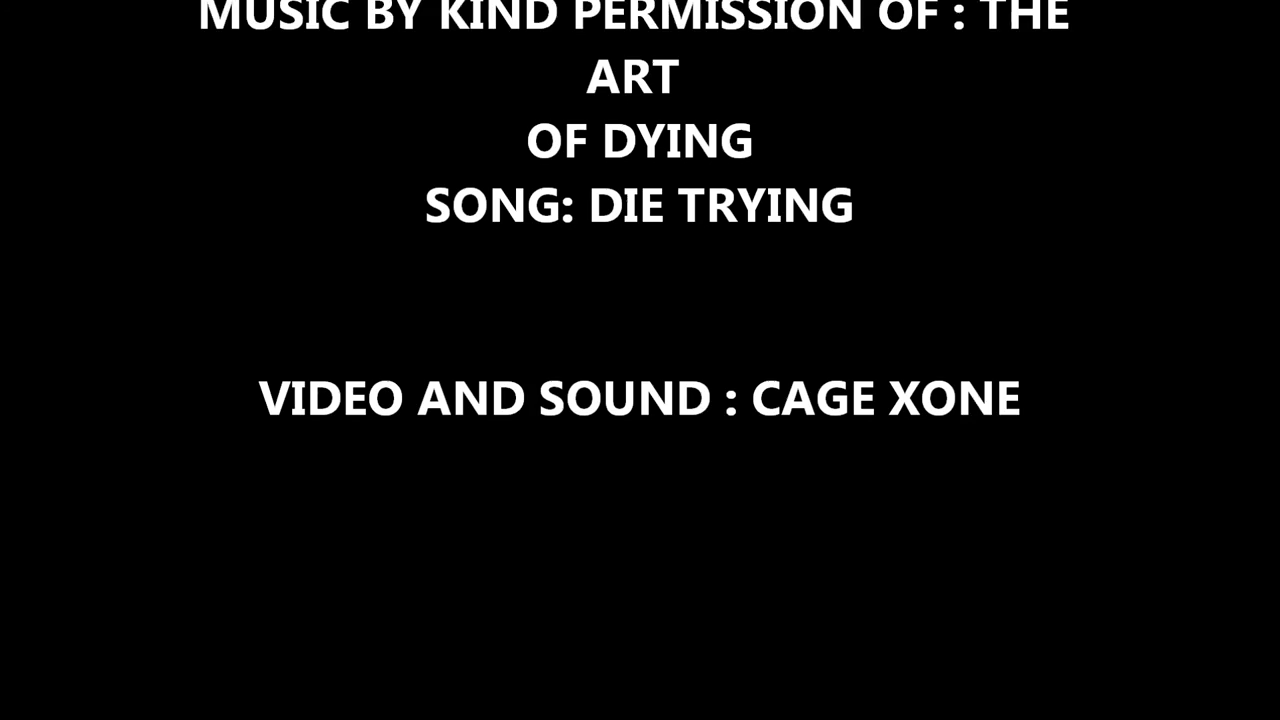 MUSIC BY KIND PERMISSION OF : THE
ART
OF DYING
SONG: DIE TRYING
VIDEO AND SOUND : CAGE XONE